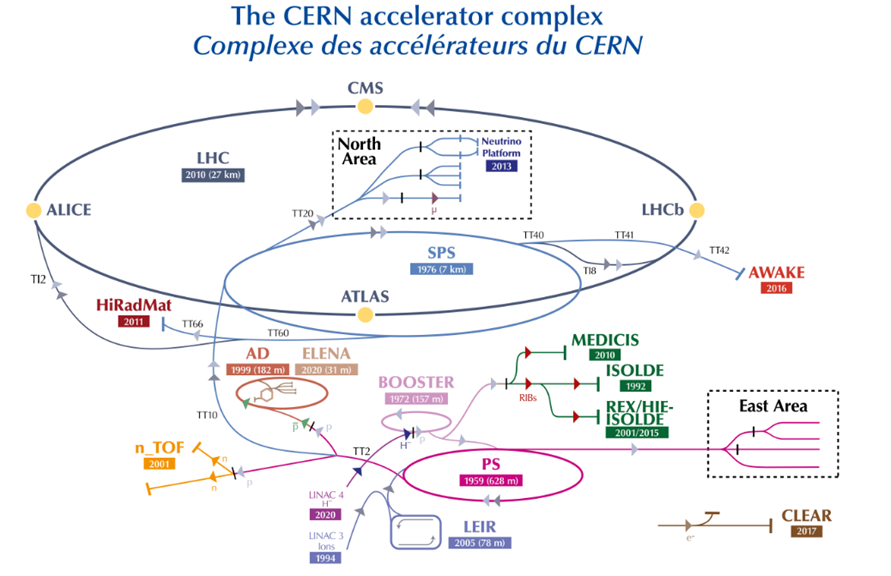 The CERN accelerator complex
Complexe des accélérateurs du CERN
CMS
North
Area
Neutrino
Platform
2013
LHC
2010 (27 km)
μ
ALICE
LHCb
TT20
TT40
TT41
SPS
1976 (7 km)
TT42
TI8
AWAKE
2016
TI2
HiRadMat
2011
ATLAS
TT66
TT60
AD
1999 (182 m)
ELENA
2020 (31 m)
MEDICIS
2010
BOOSTER
1972 (157 m)
ISOLDE
1992
RIBs
REX/HIE-
ISOLDE
2001/2015
East Area
TT10
p̅
p
H⁻
p
TT2
n_TOF
2001
n
n
p
PS
1959 (628 m)
LINAC 4
H⁻
2020
LINAC 3
Ions
1994
LEIR
2005 (78 m)
CLEAR
2017
e⁻